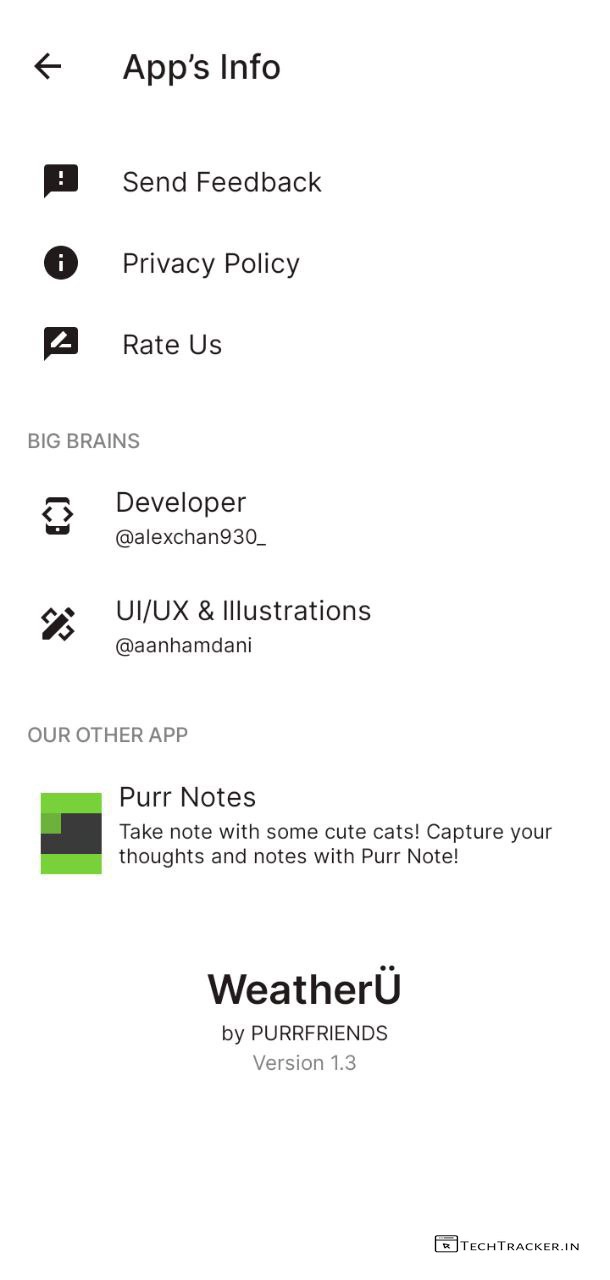 App’s Info
Send Feedback
Privacy Policy
Rate Us
BIG BRAINS
Developer
@alexchan930_
UI/UX & Illustrations
@aanhamdani
OUR OTHER APP
Purr Notes
Take note with some cute cats! Capture your
thoughts and notes with Purr Note!
WeatherÜ
by PURRFRIENDS
Version 1.3
TECHTRACKER.IN